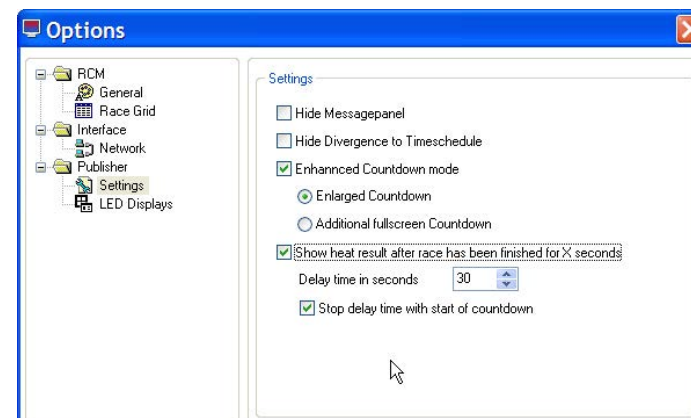 Options
RCM
General
Race Grid
Interface
Network
Publisher
Settings
LED Displays
Settings
Hide Messagepanel
Hide Divergence to Timeschedule
Enhannced Countdown mode
Enlarged Countdown
Additional fullscreen Countdown
Show heat result after race has been finished for X seconds
Delay time in seconds 30
Stop delay time with start of countdown